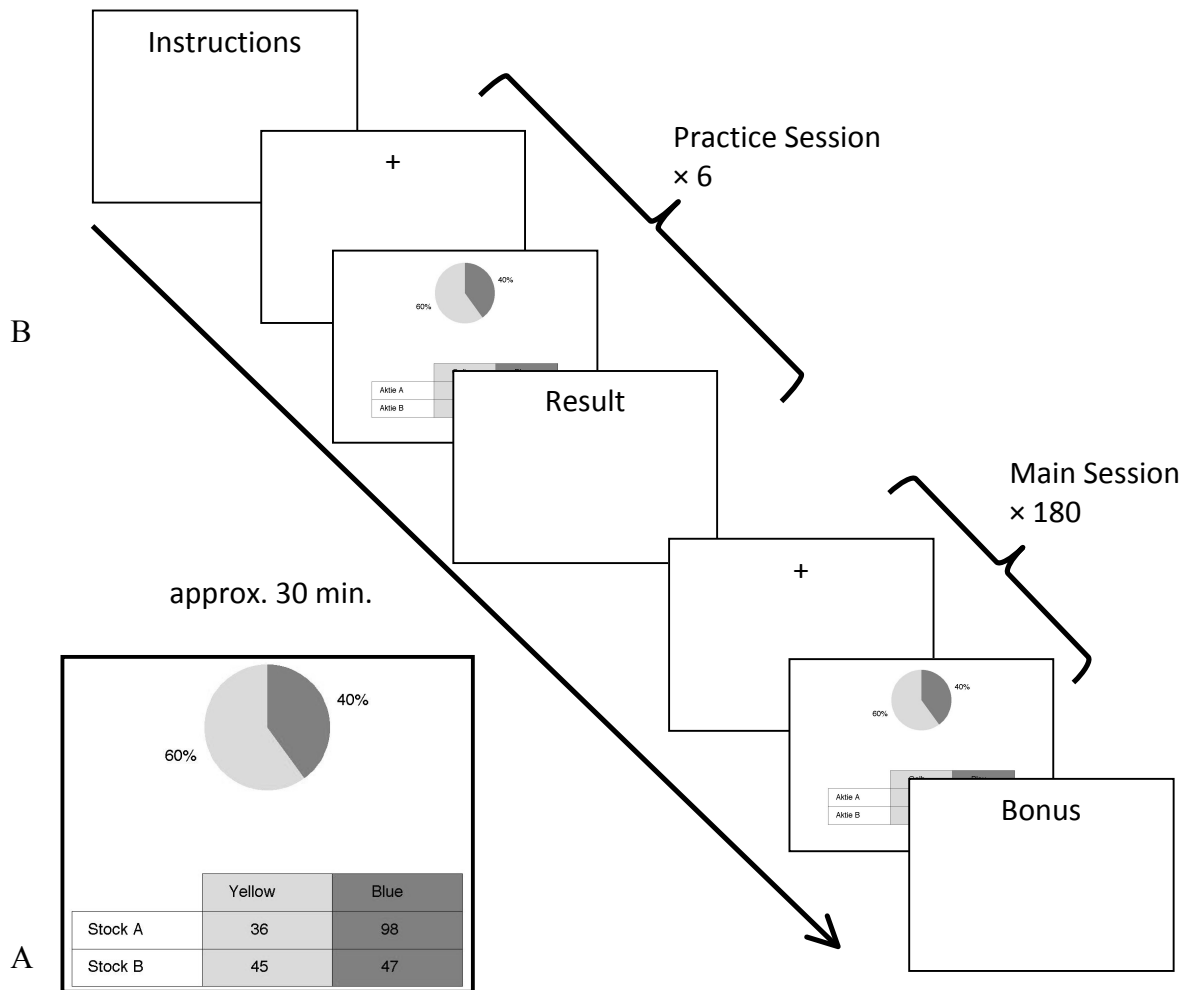 Instructions
+
Practice Session
× 6
40%
60%
Aktie A
Aktie B
Result
B
Main Session
× 180
+
approx. 30 min.
40%
60%
Aktie A
Aktie B
Bonus
40%
60%
Yellow Blue
Stock A 36 98
Stock B 45 47
A